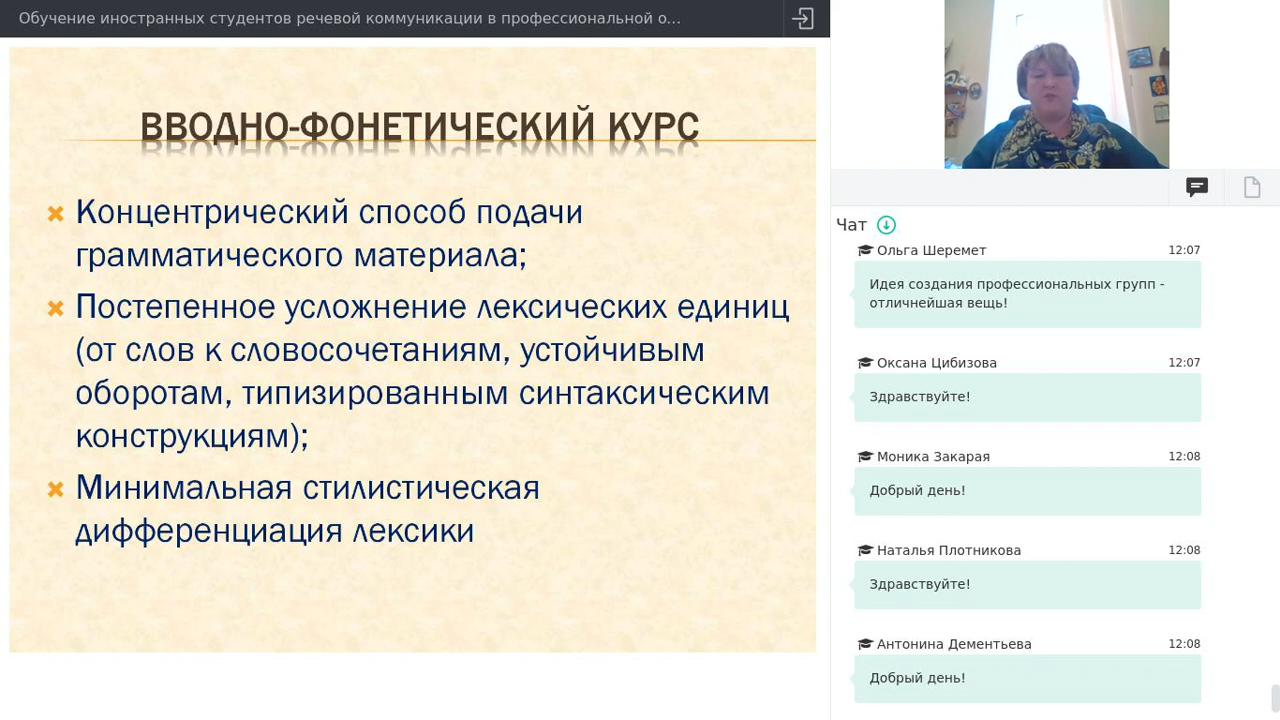 Обучение иностранных студентов речевой коммуникации в профессиональной о...
ВВОДНО-ФОНЕТИЧЕСКИЙ КУРС
Концентрический способ подачи
грамматического материала;
Постепенное усложнение лексических единиц
(от слов к словосочетаниям, устойчивым
оборотам, типизированным синтаксическим
конструкциям);
Минимальная стилистическая
дифференциация лексики
Чат
Ольга Шеремет 12:07
Идея создания профессиональных групп -
отличнейшая вещь!
Оксана Цибизова 12:07
Здравствуйте!
Моника Закарая 12:08
Добрый день!
Наталья Плотникова 12:08
Здравствуйте!
Антонина Дементьева 12:08
Добрый день!